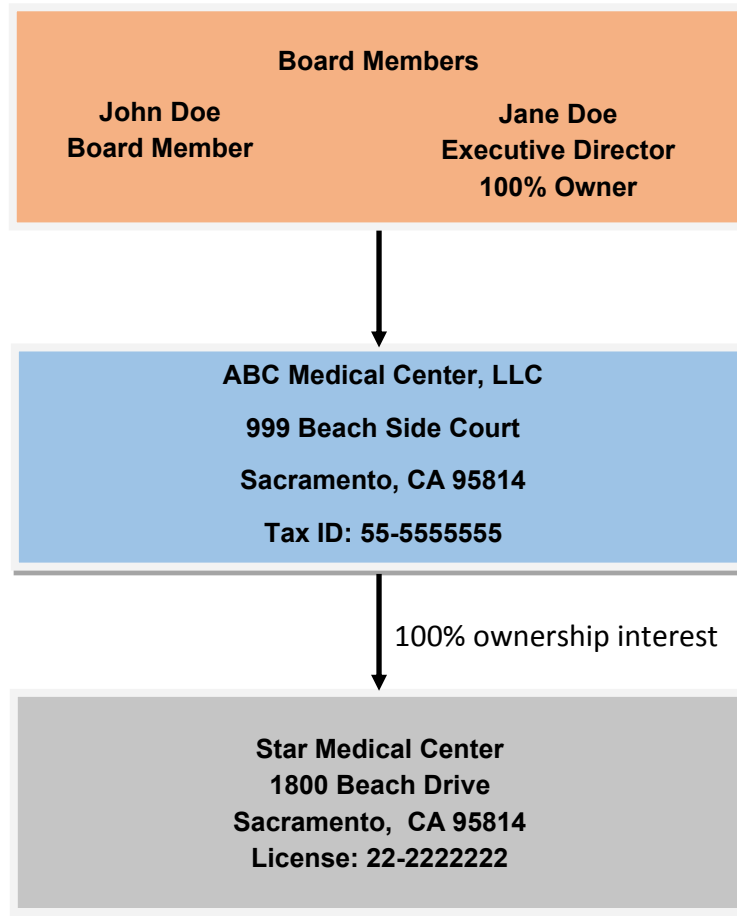 Board Members
John Doe
Board Member
Jane Doe
Executive Director
100% Owner
ABC Medical Center, LLC
999 Beach Side Court
Sacramento, CA 95814
Tax ID: 55-5555555
100% ownership interest
Star Medical Center
1800 Beach Drive
Sacramento,  CA 95814
License: 22-2222222